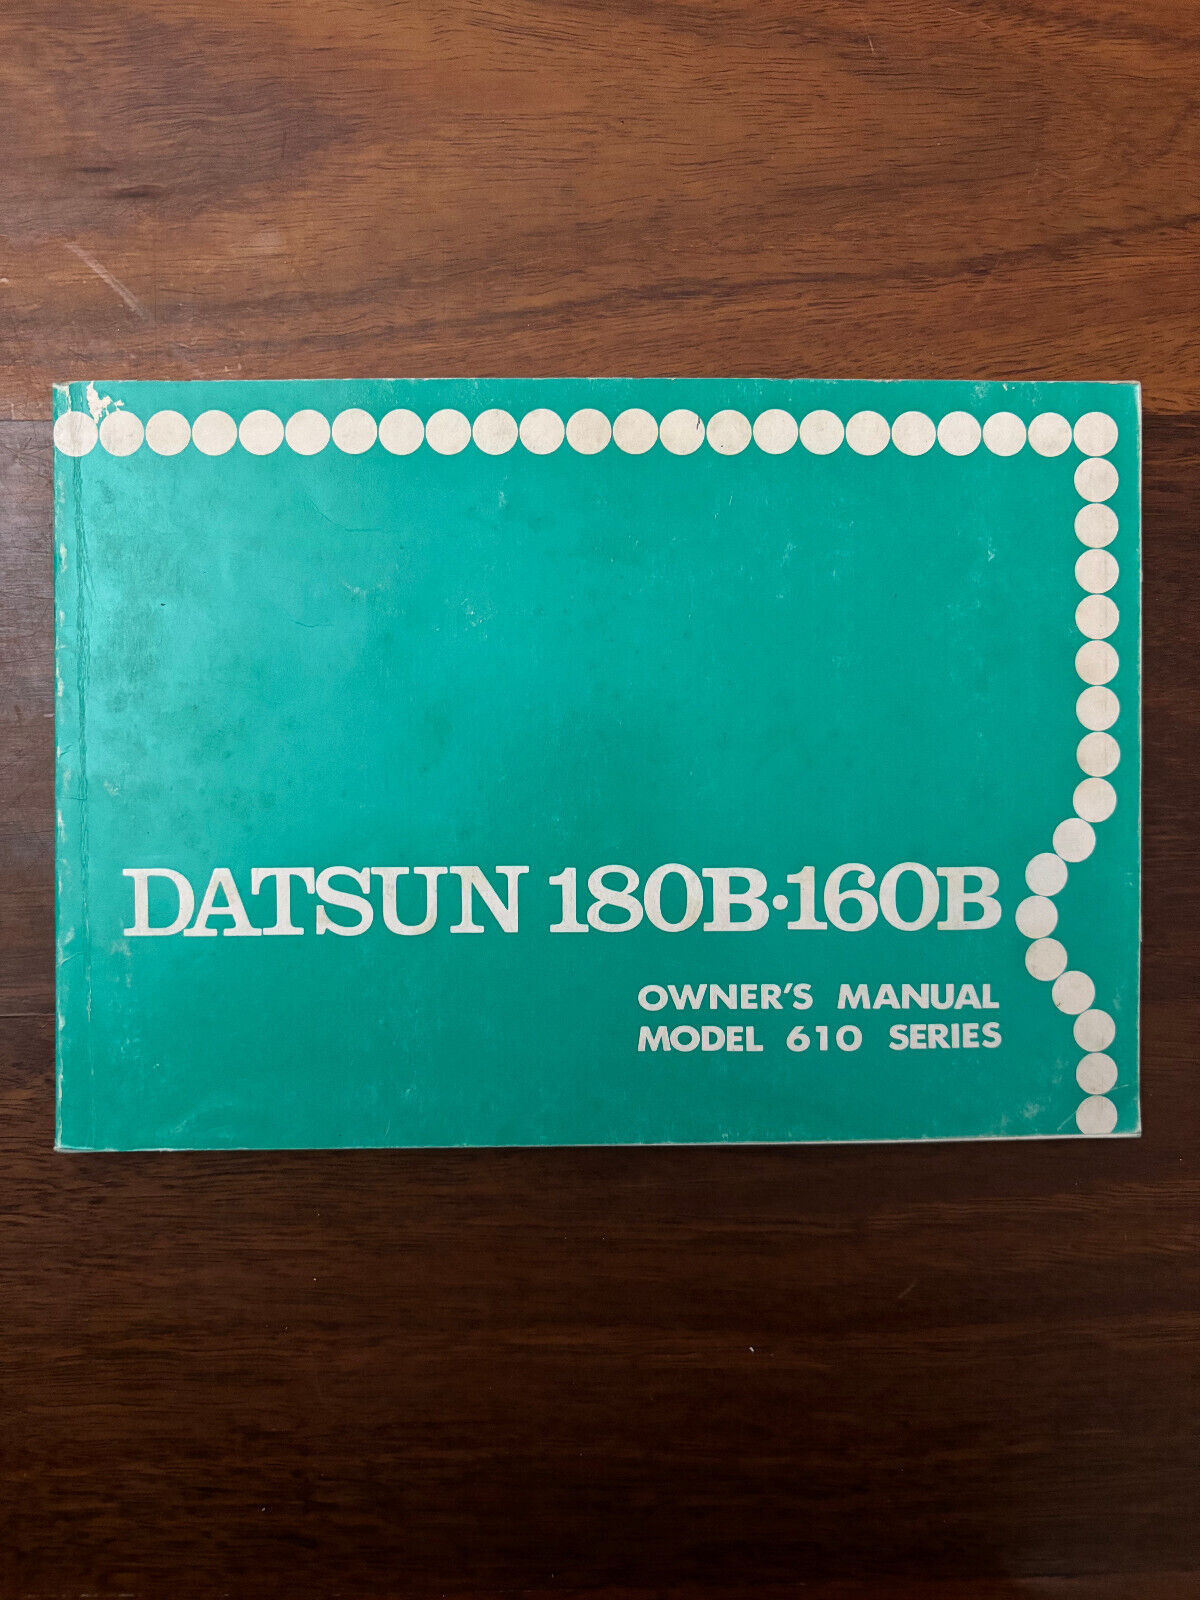 DATSUN 180B·160B
OWNER'S MANUAL
MODEL 610 SERIES